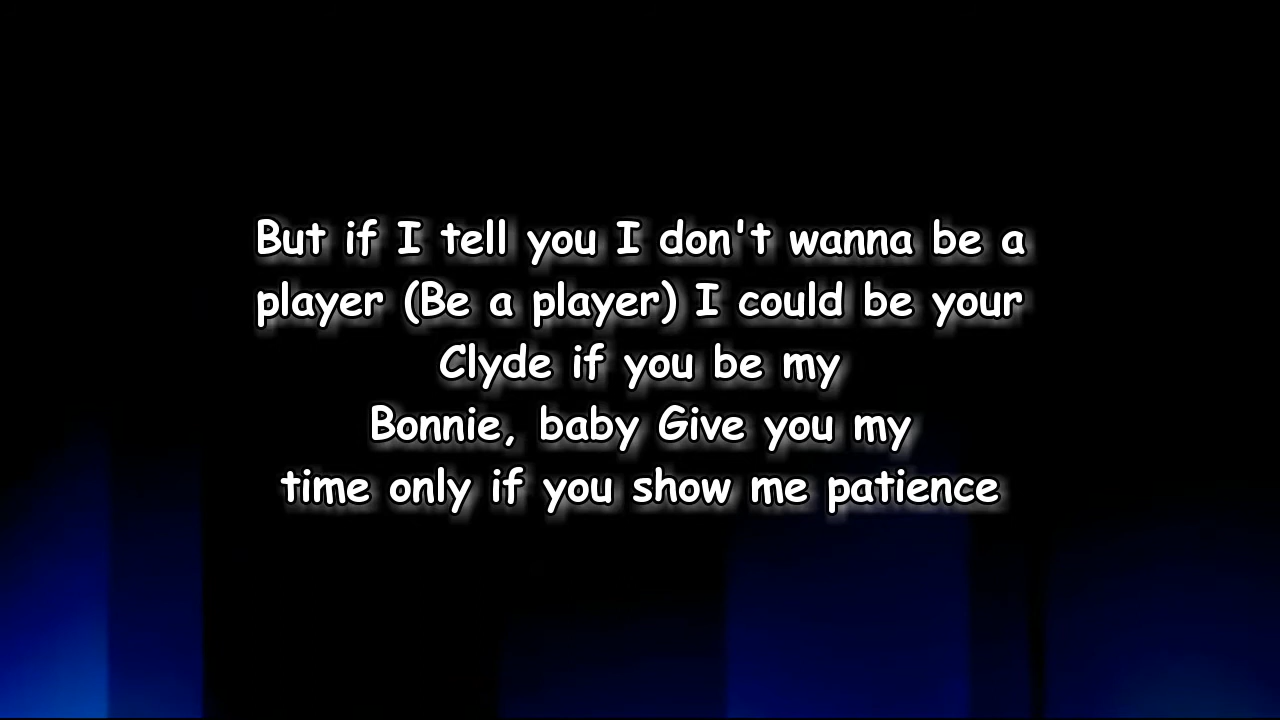 But if I tell you I don't wanna be a
player (Be a player) I could be your
Clyde if you be my
Bonnie, baby Give you my
time only if you show me patience